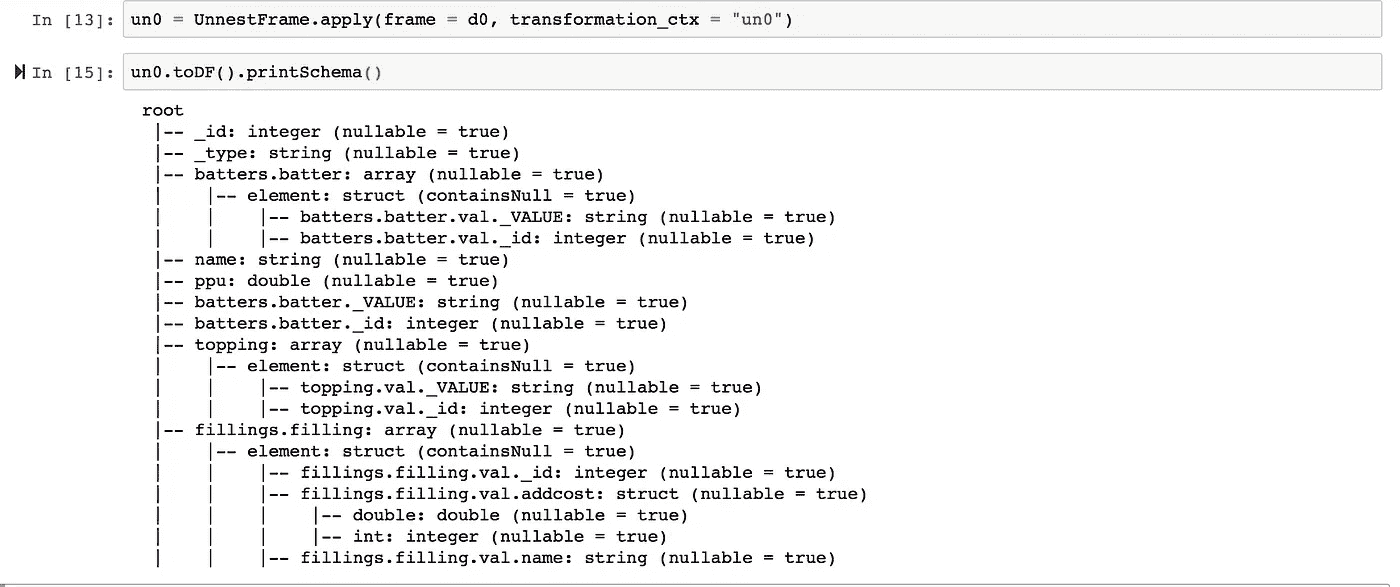 In [13]: un0 = UnnestFrame.apply(frame = d0, transformation_ctx = "un0")
In [15]: un0.toDF().printSchema()
root
 |-- _id: integer (nullable = true)
 |-- _type: string (nullable = true)
 |-- batters.batter: array (nullable = true)
 |    |-- element: struct (containsNull = true)
 |    |    |-- batters.batter.val._VALUE: string (nullable = true)
 |    |    |-- batters.batter.val._id: integer (nullable = true)
 |-- name: string (nullable = true)
 |-- ppu: double (nullable = true)
 |-- batters.batter._VALUE: string (nullable = true)
 |-- batters.batter._id: integer (nullable = true)
 |-- topping: array (nullable = true)
 |    |-- element: struct (containsNull = true)
 |    |    |-- topping.val._VALUE: string (nullable = true)
 |    |    |-- topping.val._id: integer (nullable = true)
 |-- fillings.filling: array (nullable = true)
 |    |-- element: struct (containsNull = true)
 |    |    |-- fillings.filling.val._id: integer (nullable = true)
 |    |    |-- fillings.filling.val.addcost: struct (nullable = true)
 |    |    |    |-- double: double (nullable = true)
 |    |    |    |-- int: integer (nullable = true)
 |    |    |-- fillings.filling.val.name: string (nullable = true)